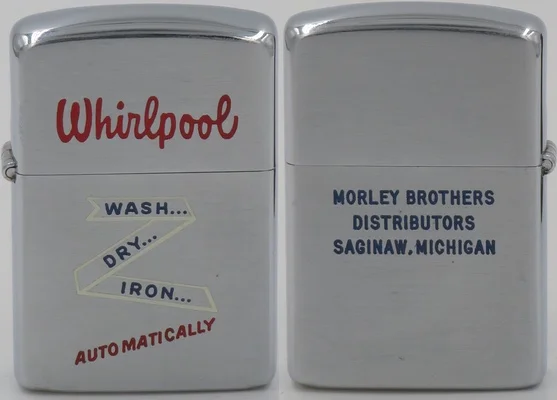 Whirlpool
WASH...
DRY...
IRON...
AUTOMATICALLY
MORLEY BROTHERS
DISTRIBUTORS
SAGINAW, MICHIGAN